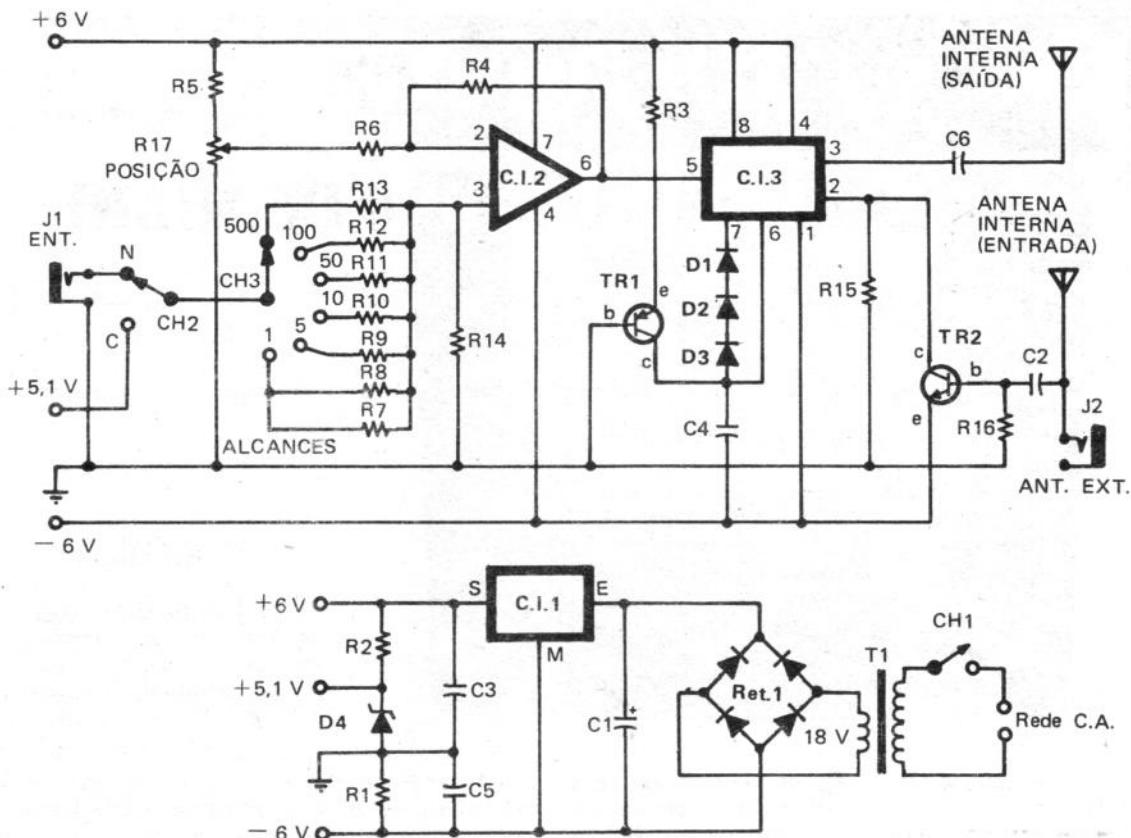 +6 V
R5
R4
R3
ANTENA
INTERNA
(SAÍDA)
R17
POSIÇÃO
R6
2
7
C.I.2
6
3
4
8
4
C.I.3
5
3
2
7
6
1
C6
R13
500
100
R12
50
R11
10
R10
5
R9
1
R8
R7
ALCANCES
J1
ENT.
N
CH2
C
CH3
+5,1 V
R14
TR1
e
b
c
D1
D2
D3
C4
R15
ANTENA
INTERNA
(ENTRADA)
TR2
c
b
e
C2
R16
J2
ANT. EXT.
− 6 V
+6V
S
C.I.1
E
M
R2
+5,1 V
C3
D4
R1
C5
− 6 V
C1
+
Ret.1
18 V
T1
CH1
Rede C.A.